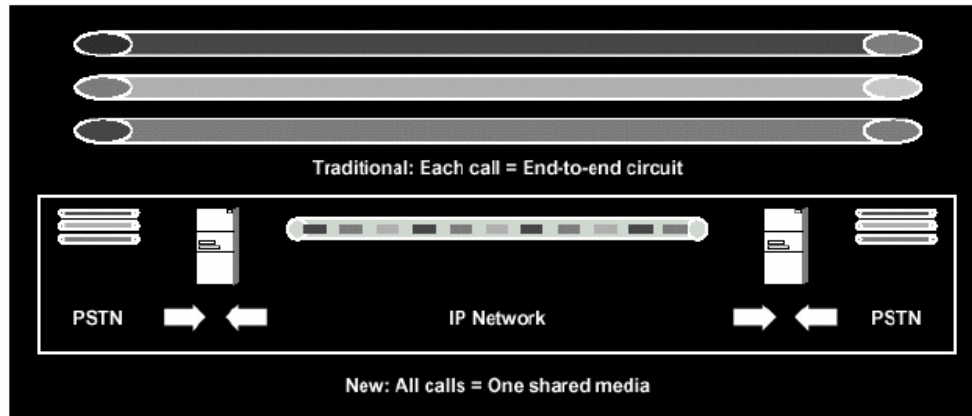 Traditional: Each call = End-to-end circuit
PSTN IP Network PSTN
New: All calls = One shared media